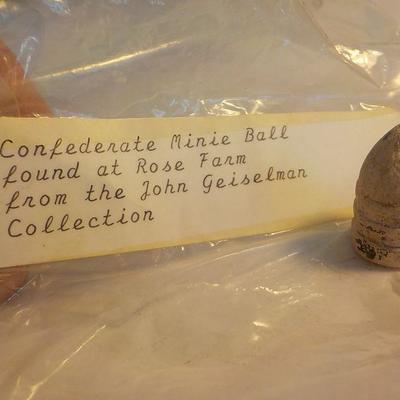 Confederate Minie Ball
found at Rose Farm
from the John Geiselman
Collection